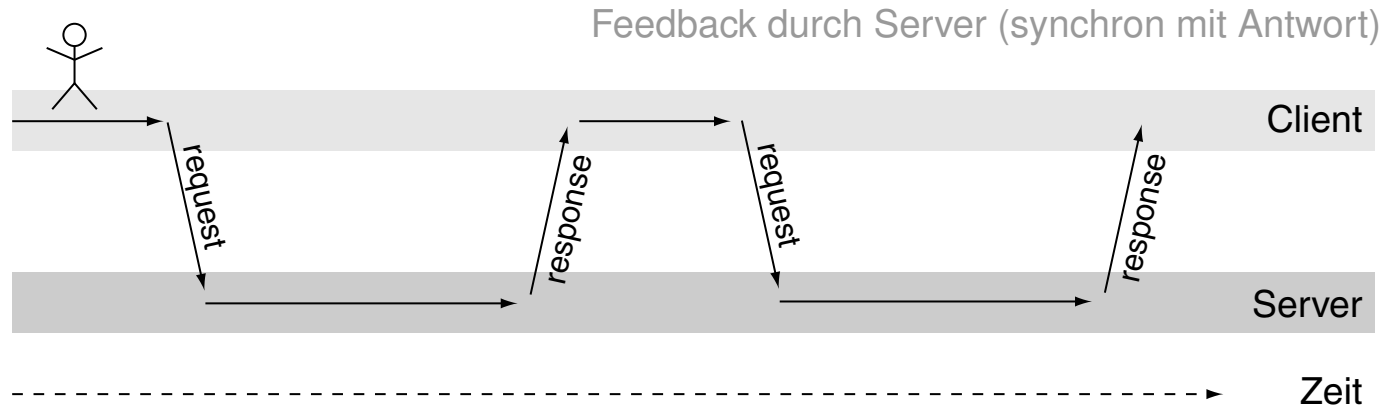 Feedback durch Server (synchron mit Antwort)
Client
request
response
request
response
Server
Zeit